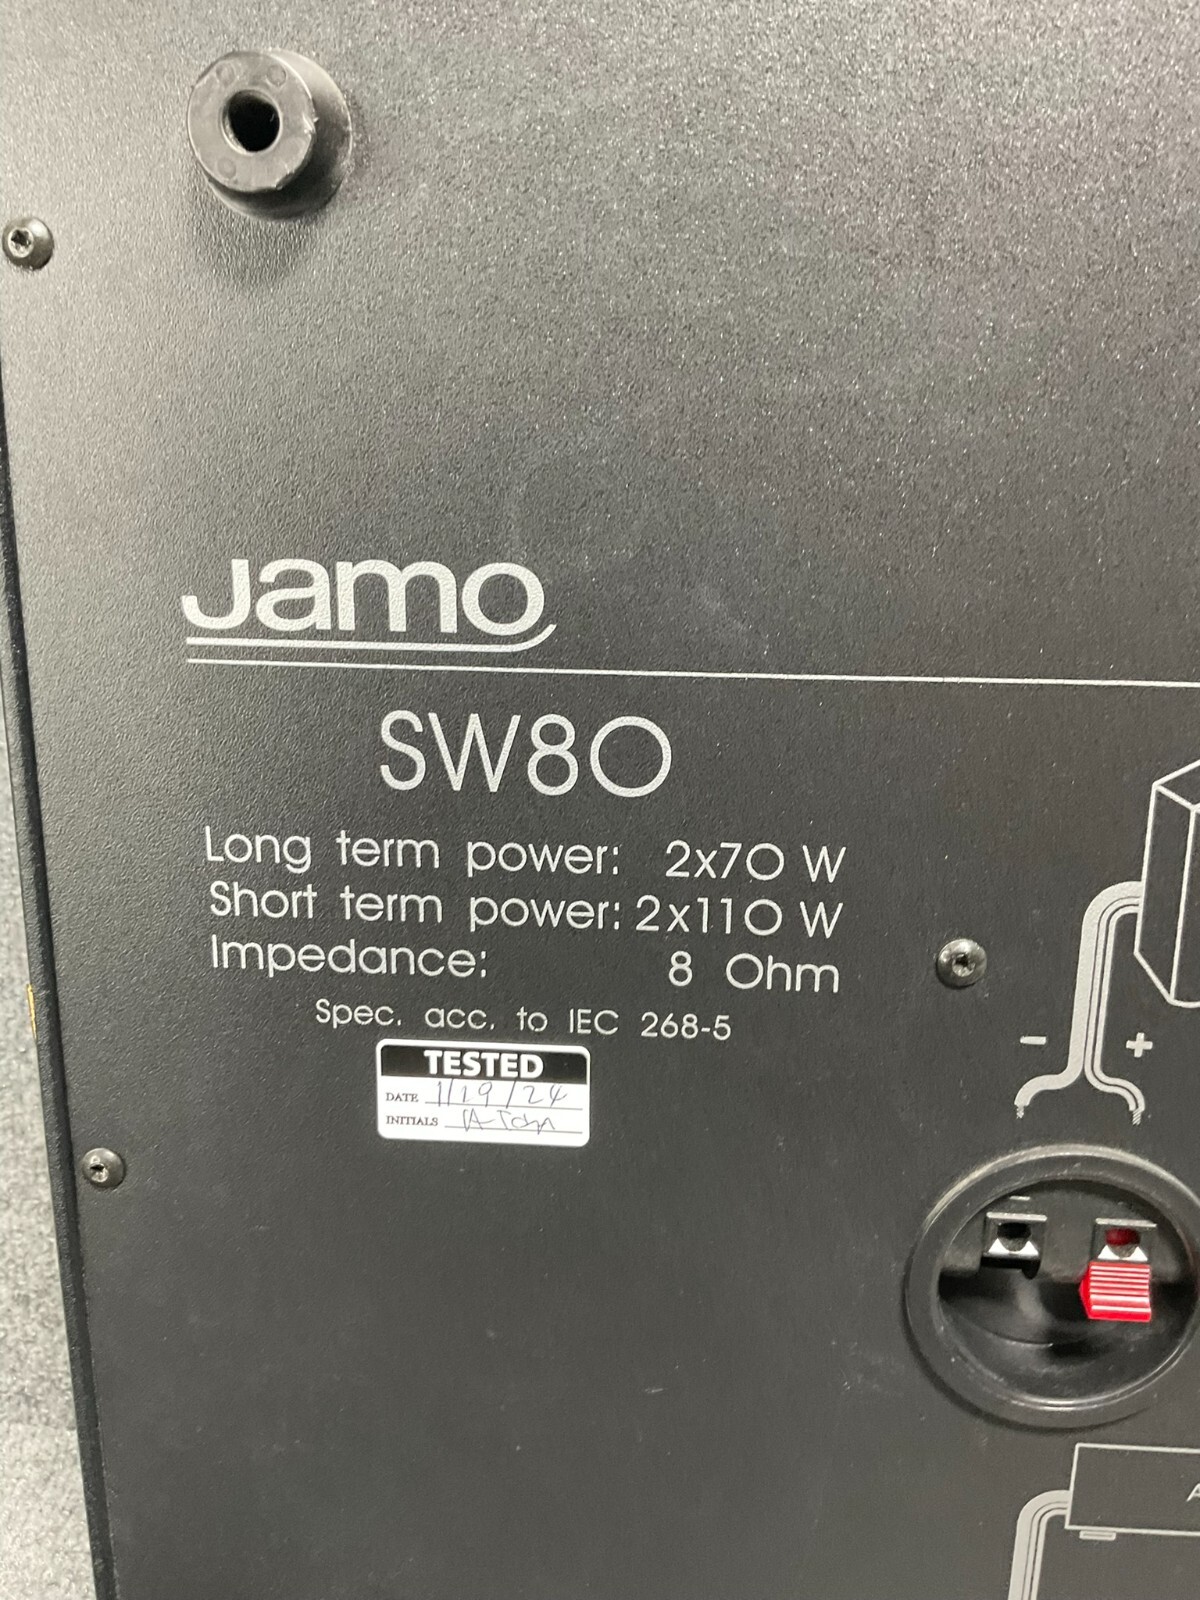 Jamo
SW80
Long term power: 2x70 W
Short term power: 2x110 W
Impedance: 8 Ohm
Spec. acc. to IEC 268-5
- +
TESTED
DATE 1/19/24
INITIALS
-
A